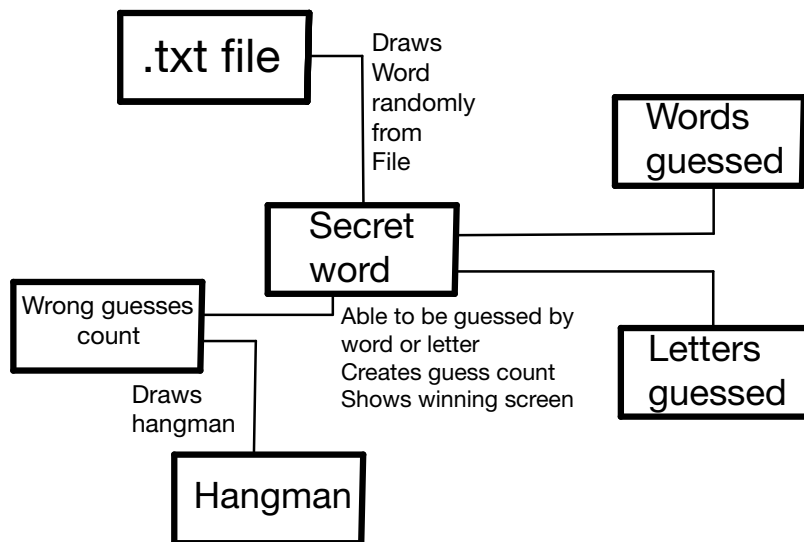 .txt file
Draws
Word
randomly
from
File
Words
guessed
Secret
word
Wrong guesses
count
Able to be guessed by
word or letter
Creates guess count
Shows winning screen
Letters
guessed
Draws
hangman
Hangman